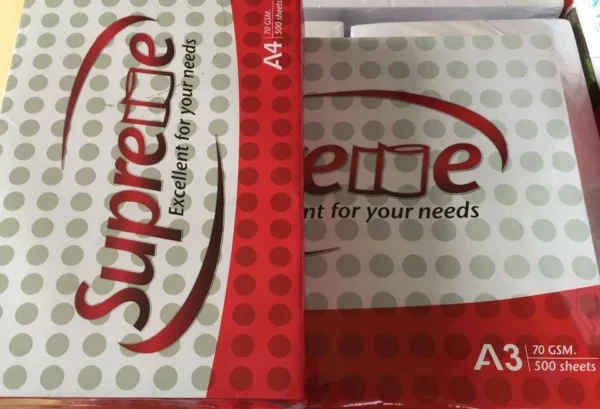 Supreme
Excellent for your needs
A4 70 GSM.
500 sheets
eme
nt for your needs
A3 70 GSM.
500 sheets